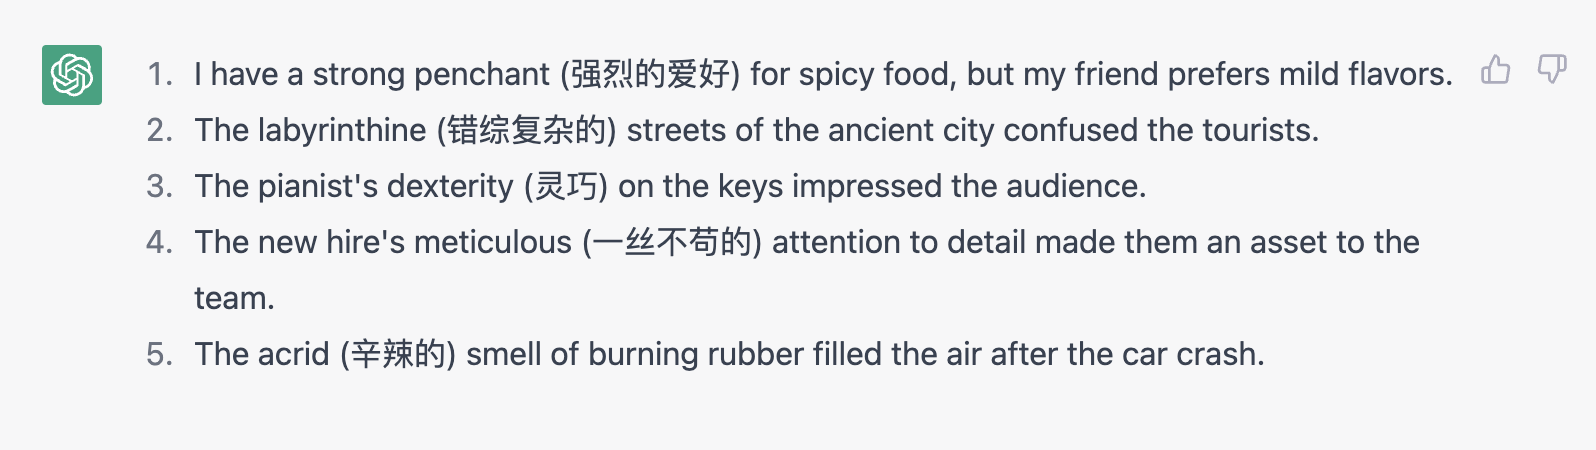 1. I have a strong penchant (强烈的爱好) for spicy food, but my friend prefers mild flavors.
2. The labyrinthine (错综复杂的) streets of the ancient city confused the tourists.
3. The pianist's dexterity (灵巧) on the keys impressed the audience.
4. The new hire's meticulous (一丝不苟的) attention to detail made them an asset to the
team.
5. The acrid (辛辣的) smell of burning rubber filled the air after the car crash.